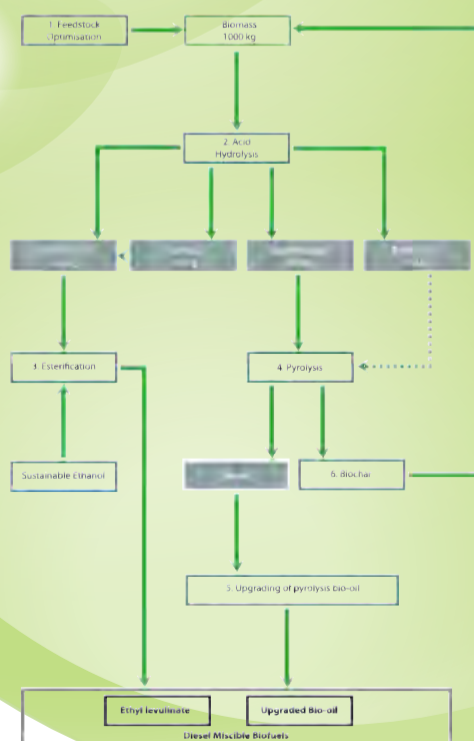 1. Feedstock
Optimisation
Biomass
1000 kg
2. Acid
Hydrolysis
3. Esterification
4. Pyrolysis
Sustainable Ethanol
6. Biochar
5. Upgrading of pyrolysis bio-oil
Ethyl levulinate
Upgraded Bio-oil
Diesel Miscible Biofuels